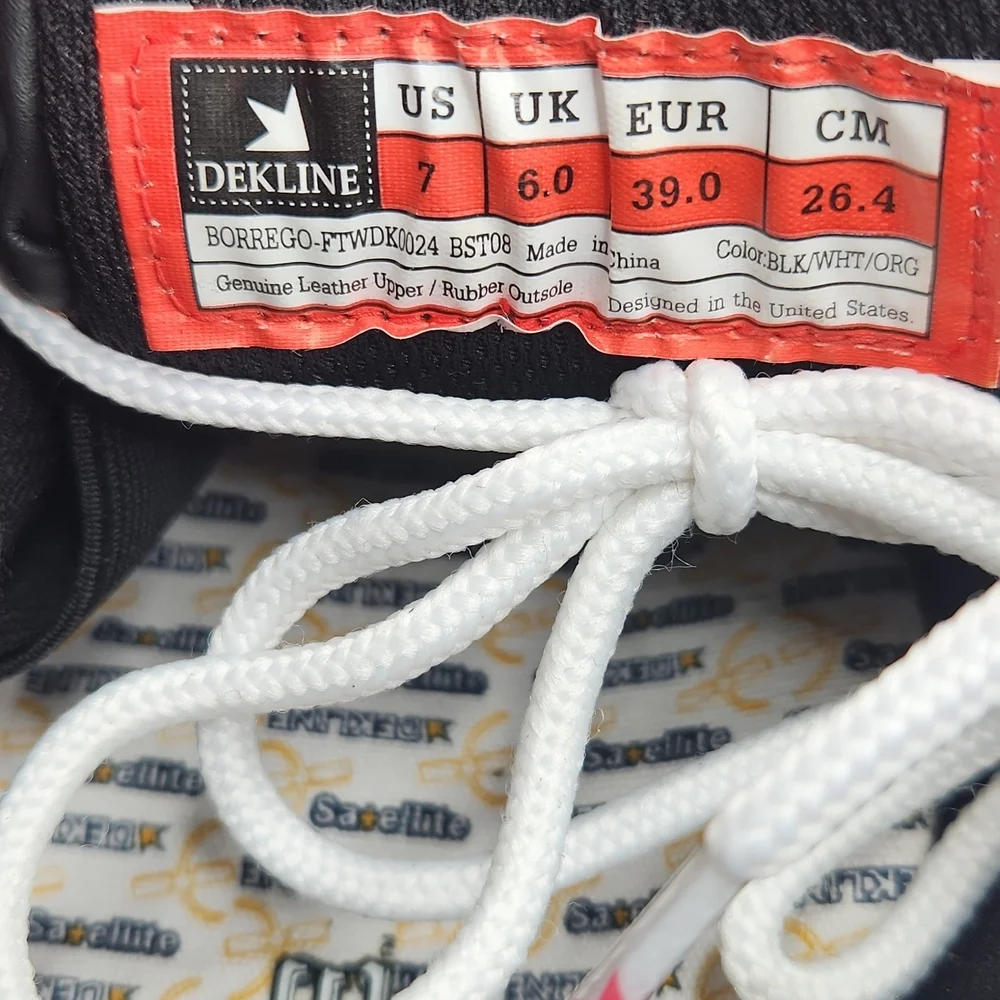 DEKLINE
US UK EUR CM
7 6.0 39.0 26.4
BORREGO-FTWDK0024 BST08 Made in China Color:BLK/WHT/ORG
Genuine Leather Upper / Rubber Outsole Designed in the United States.
Satellite
Satellite
Satellite
DEKLINE
DEKLINE
Satellite
Satellite
Satellite